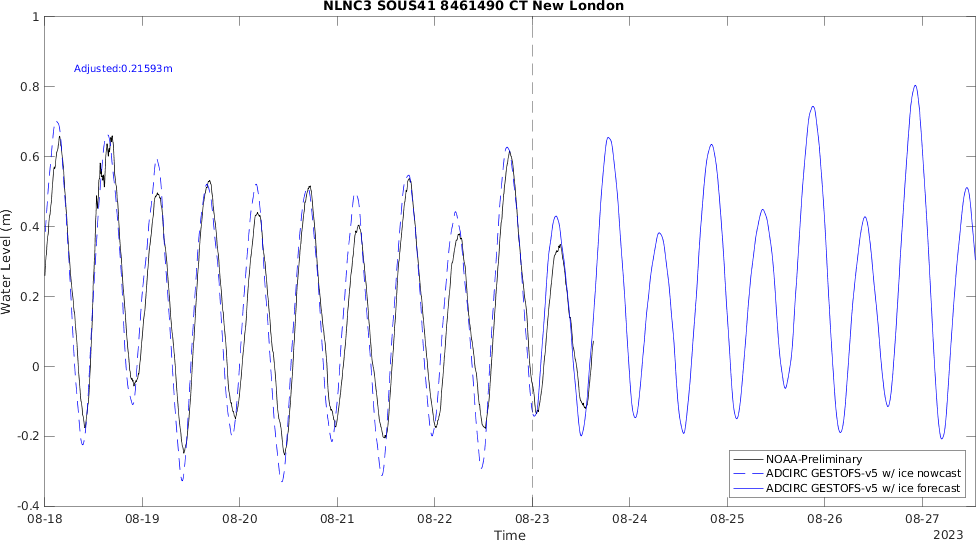 NLNC3 SOUS41 8461490 CT New London
Adjusted:0.21593m
Water Level (m)
1
0.8
0.6
0.4
0.2
0
-0.2
-0.4
NOAA-Preliminary
ADCIRC GESTOFS-v5 w/ ice nowcast
ADCIRC GESTOFS-v5 w/ ice forecast
08-18 08-19 08-20 08-21 08-22 08-23 08-24 08-25 08-26 08-27
Time
2023